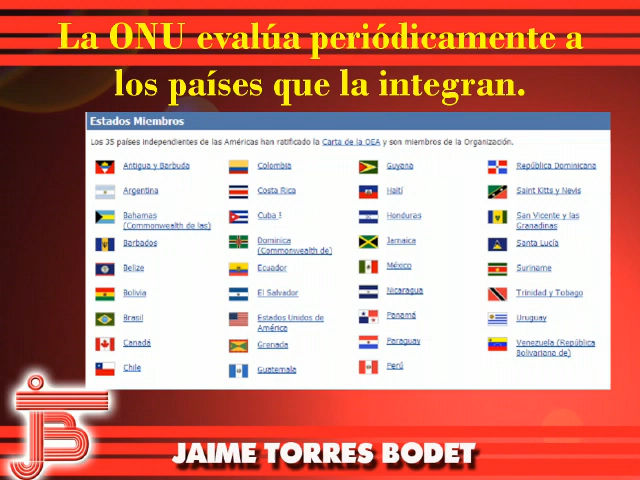 La ONU evalúa periódicamente a
los países que la integran.
Estados Miembros
Los 35 países independientes de las Américas han ratificado la Carta de la OEA y son miembros de la Organización.
Antigua y Barbuda
Argentina
Bahamas
(Commonwealth de las)
Barbados
Belize
Bolivia
Brasil
Canadá
Chile
Colombia
Costa Rica
Cuba ¹
Dominica
(Commonwealth de)
Ecuador
El Salvador
Estados Unidos de
América
Grenada
Guatemala
Guyana
Haití
Honduras
Jamaica
México
Nicaragua
Panamá
Paraguay
Perú
República Dominicana
Saint Kitts y Nevis
San Vicente y las
Granadinas
Santa Lucía
Suriname
Trinidad y Tobago
Uruguay
Venezuela (República
Bolivariana de)
JB
JAIME TORRES BODET